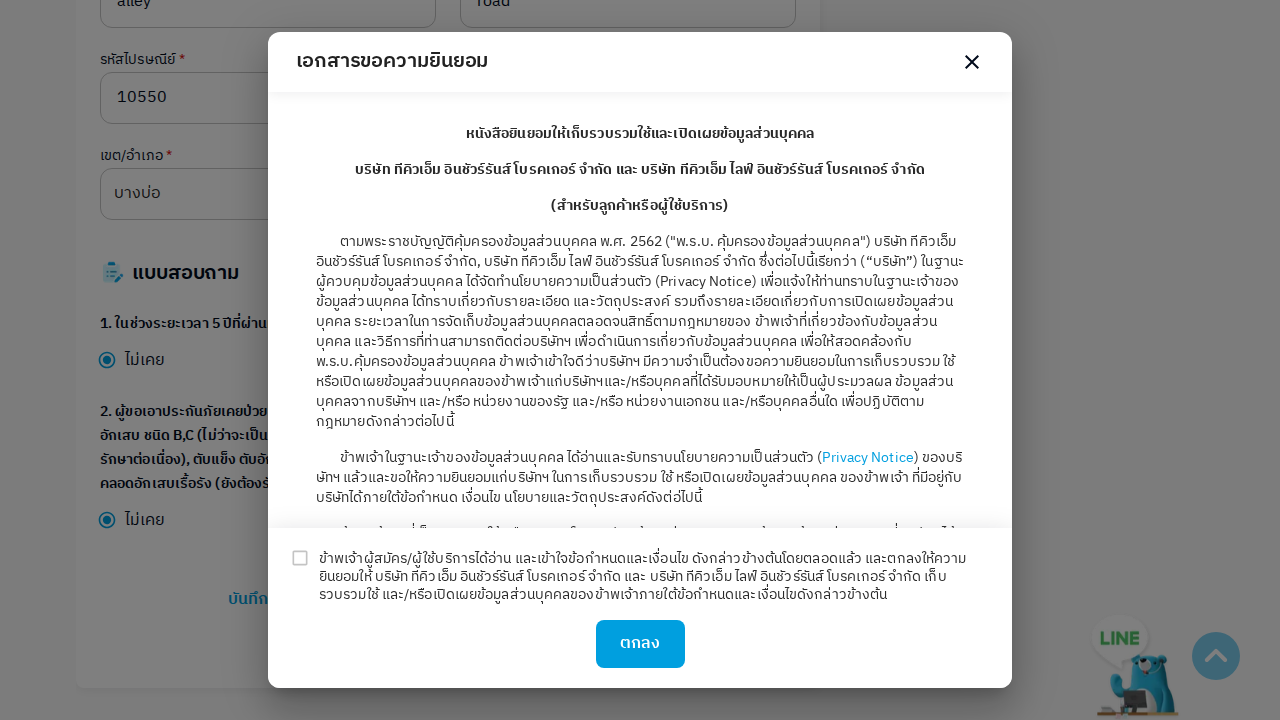 alley
road
รหัสไปรษณีย์ *
10550
เขต/อำเภอ *
บางบ่อ
แบบสอบถาม
1. ในช่วงระยะเวลา 5 ปีที่ผ่าน
ไม่เคย
2. ผู้ขอเอาประกันภัยเคยป่วย
อักเสบ ชนิด B,C (ไม่ว่าจะเป็น
รักษาต่อเนื่อง), ตับแข็ง ตับอัก
คลอดอักเสบเรื้อรัง (ยังต้องรั
ไม่เคย
บันทึก
เอกสารขอความยินยอม
หนังสือยินยอมให้เก็บรวบรวมใช้และเปิดเผยข้อมูลส่วนบุคคล
บริษัท ทีคิวเอ็ม อินชัวร์รันส์ โบรคเกอร์ จำกัด และ บริษัท ทีคิวเอ็ม ไลฟ์ อินชัวร์รันส์ โบรคเกอร์ จำกัด
(สำหรับลูกค้าหรือผู้ใช้บริการ)
ตามพระราชบัญญัติคุ้มครองข้อมูลส่วนบุคคล พ.ศ. 2562 ("พ.ร.บ. คุ้มครองข้อมูลส่วนบุคคล") บริษัท ทีคิวเอ็ม
อินชัวร์รันส์ โบรคเกอร์ จำกัด, บริษัท ทีคิวเอ็ม ไลฟ์ อินชัวร์รันส์ โบรคเกอร์ จำกัด ซึ่งต่อไปนี้เรียกว่า (“บริษัท”) ในฐานะ
ผู้ควบคุมข้อมูลส่วนบุคคล ได้จัดทำนโยบายความเป็นส่วนตัว (Privacy Notice) เพื่อแจ้งให้ท่านทราบในฐานะเจ้าของ
ข้อมูลส่วนบุคคล ได้ทราบเกี่ยวกับรายละเอียด และวัตถุประสงค์ รวมถึงรายละเอียดเกี่ยวกับการเปิดเผยข้อมูลส่วน
บุคคล ระยะเวลาในการจัดเก็บข้อมูลส่วนบุคคลตลอดจนสิทธิ์ตามกฎหมายของ ข้าพเจ้าที่เกี่ยวข้องกับข้อมูลส่วน
บุคคล และวิธีการที่ท่านสามารถติดต่อบริษัทฯ เพื่อดำเนินการเกี่ยวกับข้อมูลส่วนบุคคล เพื่อให้สอดคล้องกับ
พ.ร.บ.คุ้มครองข้อมูลส่วนบุคคล ข้าพเจ้าเข้าใจดีว่าบริษัทฯ มีความจำเป็นต้องขอความยินยอมในการเก็บรวบรวม ใช้
หรือเปิดเผยข้อมูลส่วนบุคคลของข้าพเจ้าแก่บริษัทฯและ/หรือบุคคลที่ได้รับมอบหมายให้เป็นผู้ประมวลผล ข้อมูลส่วน
บุคคลจากบริษัทฯ และ/หรือ หน่วยงานของรัฐ และ/หรือ หน่วยงานเอกชน และ/หรือบุคคลอื่นใด เพื่อปฏิบัติตาม
กฎหมายดังกล่าวต่อไปนี้
ข้าพเจ้าในฐานะเจ้าของข้อมูลส่วนบุคคล ได้อ่านและรับทราบนโยบายความเป็นส่วนตัว (Privacy Notice) ของบริ
ษัทฯ แล้วและขอให้ความยินยอมแก่บริษัทฯ ในการเก็บรวบรวม ใช้ หรือเปิดเผยข้อมูลส่วนบุคคล ของข้าพเจ้า ที่มีอยู่กับ
บริษัทได้ภายใต้ข้อกำหนด เงื่อนไข นโยบายและวัตถุประสงค์ดังต่อไปนี้
ข้าพเจ้าผู้สมัคร/ผู้ใช้บริการได้อ่าน และเข้าใจข้อกำหนดและเงื่อนไข ดังกล่าวข้างต้นโดยตลอดแล้ว และตกลงให้ความ
ยินยอมให้ บริษัท ทีคิวเอ็ม อินชัวร์รันส์ โบรคเกอร์ จำกัด และ บริษัท ทีคิวเอ็ม ไลฟ์ อินชัวร์รันส์ โบรคเกอร์ จำกัด เก็บ
รวบรวมใช้ และ/หรือเปิดเผยข้อมูลส่วนบุคคลของข้าพเจ้าภายใต้ข้อกำหนดและเงื่อนไขดังกล่าวข้างต้น
ตกลง
LINE